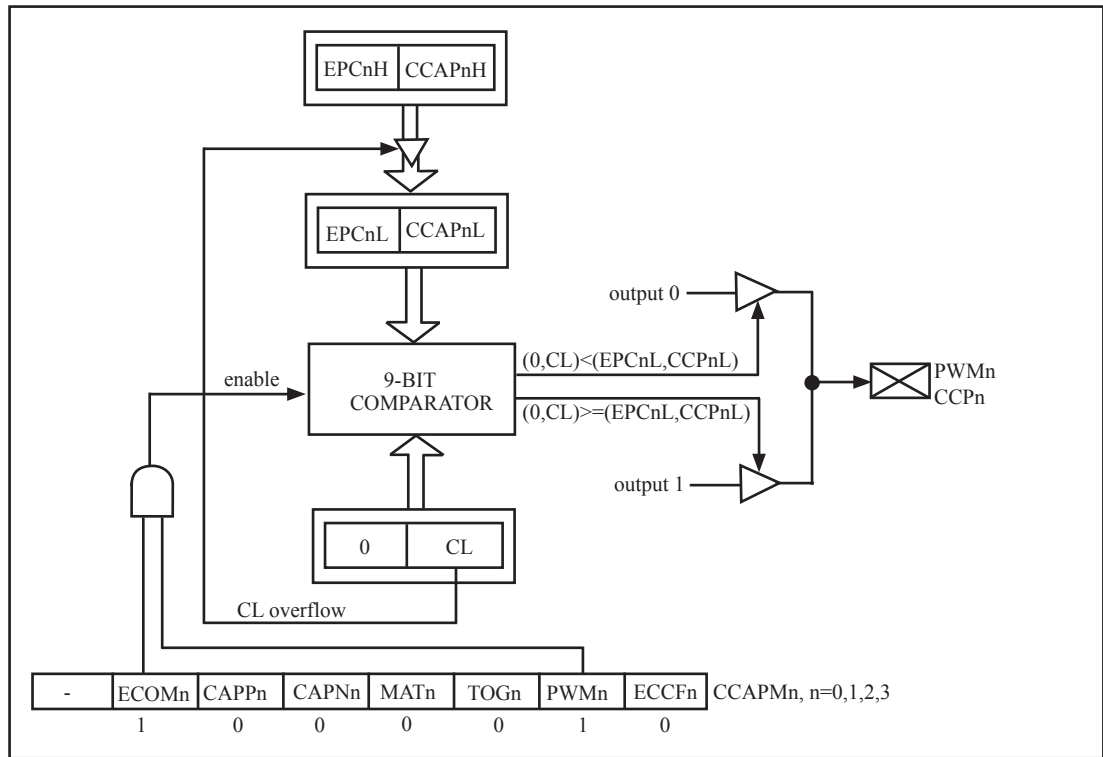 EPCnH CCAPnH
EPCnL CCAPnL
output 0
(0,CL)<(EPCnL,CCPnL)
enable
9-BIT
COMPARATOR
PWMn
CCPn
(0,CL)>=(EPCnL,CCPnL)
output 1
0 CL
CL overflow
- ECOMn CAPPn CAPNn MATn TOGn PWMn ECCFn CCAPMn, n=0,1,2,3
1 0 0 0 0 1 0